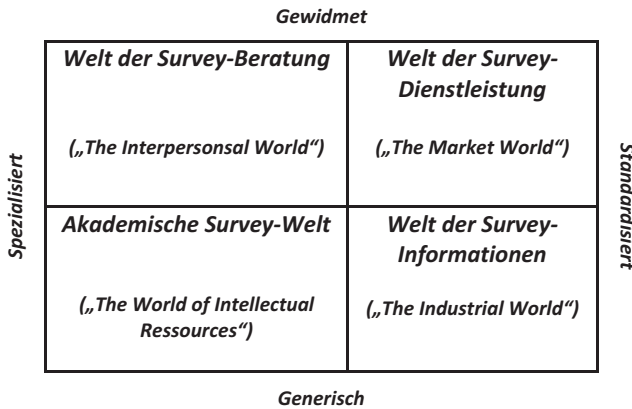 Gewidmet
Welt der Survey-Beratung
(„The Interpersonsal World“)
Welt der Survey-
Dienstleistung
(„The Market World“)
Spezialisiert
Standardisiert
Akademische Survey-Welt
(„The World of Intellectual
Ressources“)
Welt der Survey-
Informationen
(„The Industrial World“)
Generisch